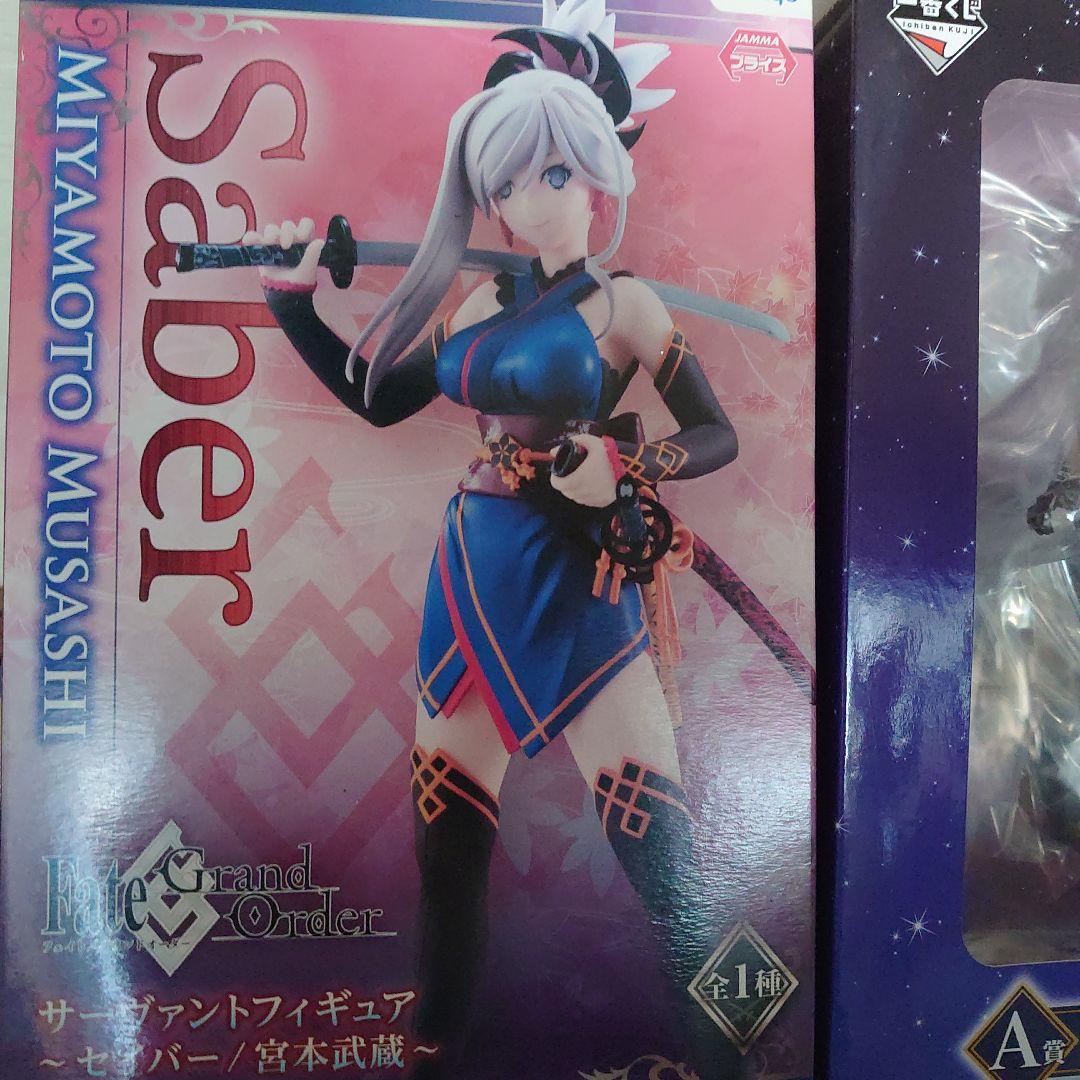 Saber
MIYAMOTO MUSASHI
JAMMA
プライズ
Fate
Grand
Order
サーヴァントフィギュア
~セイバー/宮本武蔵~
全1種
一番くじ
Ichiban KUJI
A賞